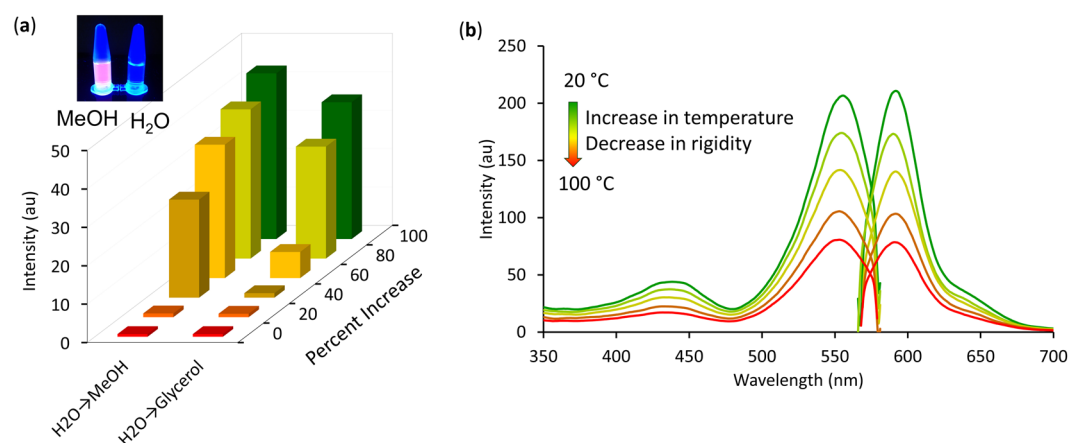 (a)
MeOH H₂O
50
40
30
20
10
0
Intensity (au)
H2O→MeOH
H2O→Glycerol
0
20
40
60
80
100
Percent Increase
(b)
250
200
150
100
50
0
Intensity (au)
20 °C
Increase in temperature
Decrease in rigidity
100 °C
350 400 450 500 550 600 650 700
Wavelength (nm)